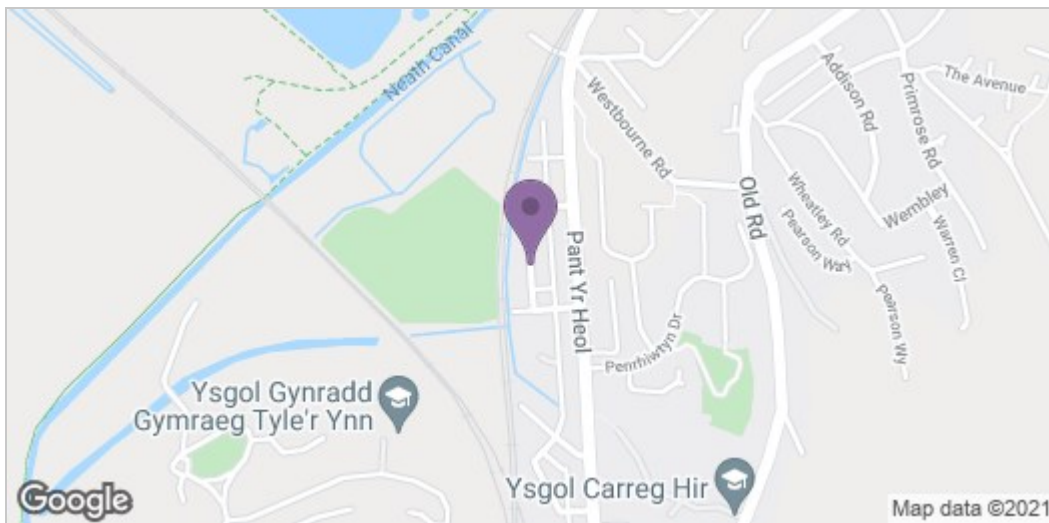 Neath Canal
Westbourne Rd
Old Rd
Addison Rd
Primrose Rd
The Avenue
Wheatley Rd
Wembley
Pearson Way
Warren Cl
Pearson Wy
Pant Yr Heol
Penrhiwtyn Dr
Ysgol Gynradd
Gymraeg Tyle'r Ynn
Ysgol Carreg Hir
Google
Map data ©2021